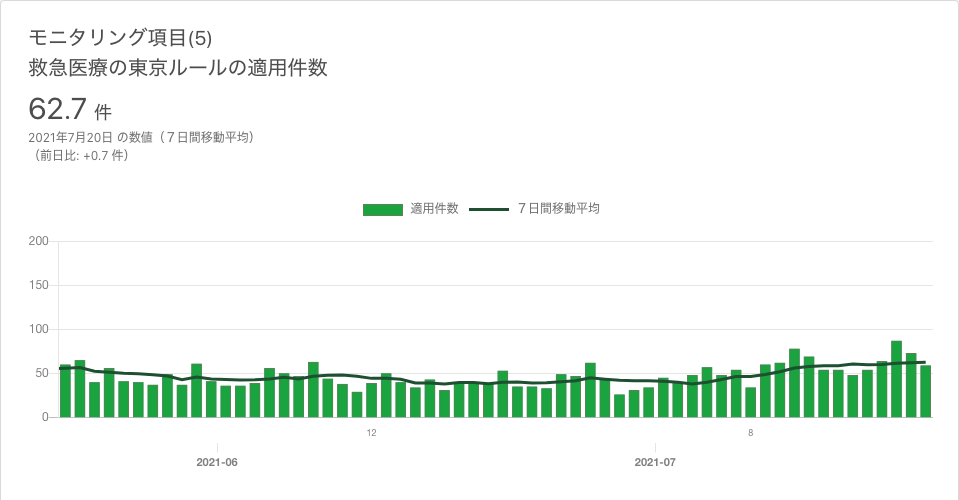 モニタリング項目(5)
救急医療の東京ルールの適用件数
62.7 件
2021年7月20日 の数値（７日間移動平均）
（前日比: +0.7 件）
適用件数 ７日間移動平均
200
150
100
50
0
12 8
2021-06 2021-07